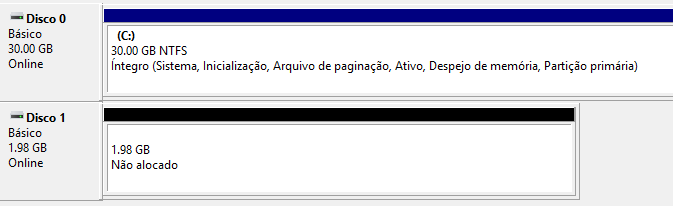 Disco 0
Básico
30.00 GB
Online
(C:)
30.00 GB NTFS
Íntegro (Sistema, Inicialização, Arquivo de paginação, Ativo, Despejo de memória, Partição primária)
Disco 1
Básico
1.98 GB
Online
1.98 GB
Não alocado